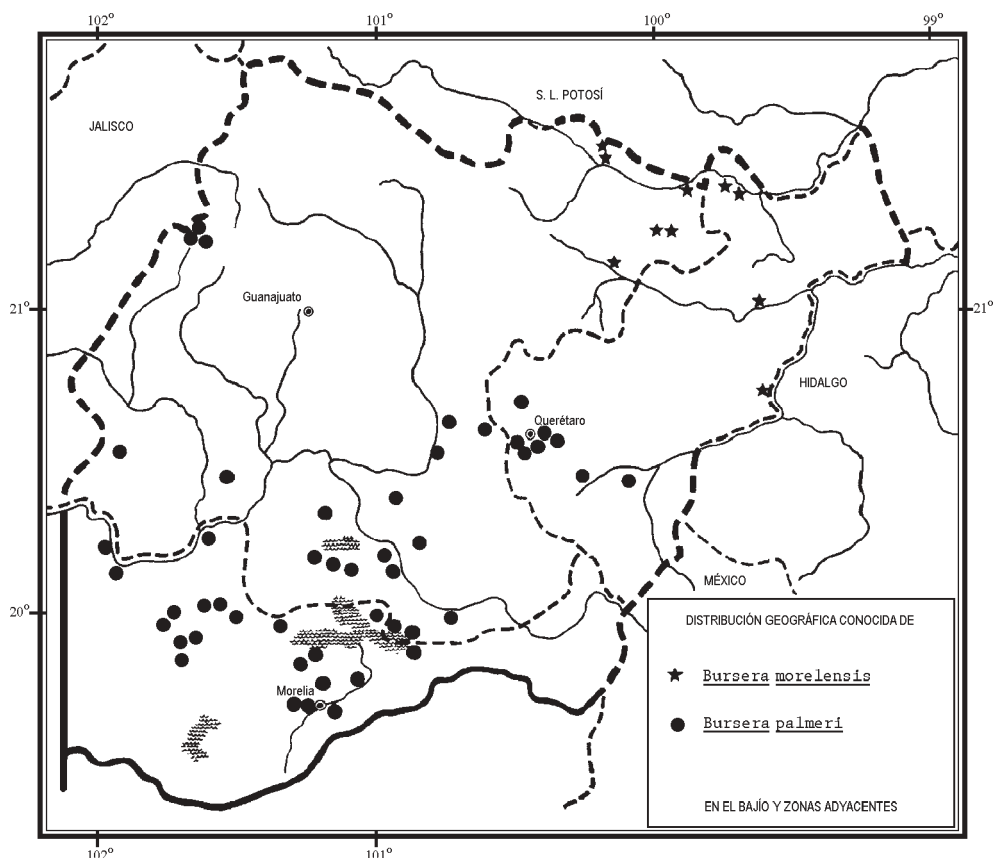 102° 101° 100° 99°
S. L. POTOSÍ
JALISCO
Guanajuato
21° 21°
HIDALGO
Querétaro
MÉXICO
20°
DISTRIBUCIÓN GEOGRÁFICA CONOCIDA DE
Bursera morelensis
Morelia
Bursera palmeri
EN EL BAJÍO Y ZONAS ADYACENTES
102° 101°